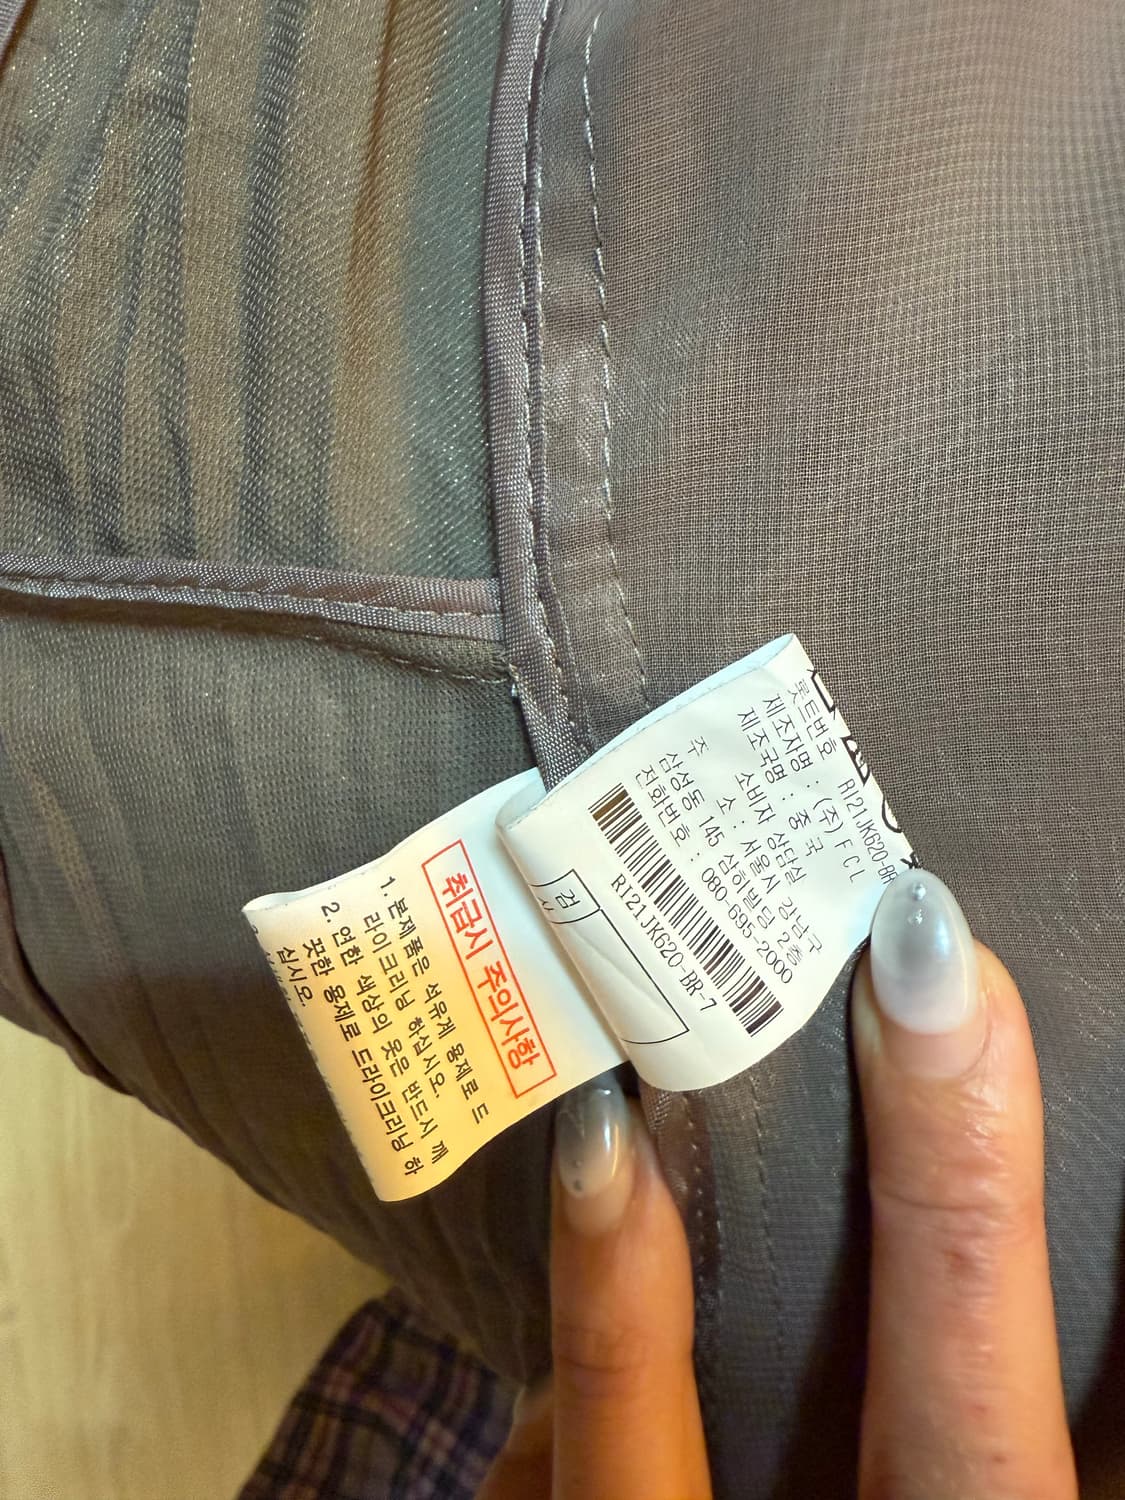 취급시 주의사항
1. 본제품은 석유계 용제로 드
라이크리닝 하십시오.
2. 연한 색상의 옷은 반드시 깨
끗한 용제로 드라이크리닝 하
십시오.
롯트번호 : RI21JK620-BR
제조자명 : (주) F C L
제조국명 : 중 국
소비자 상담실
주 소 : 서울시 강남구
삼성동 145 심히빌딩 2층
전화번호 : 080-695-2000
RI21JK620-BR-7
검
사